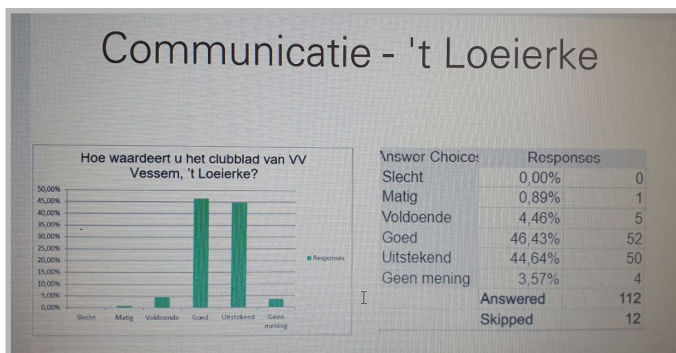 Communicatie - 't Loeierke
Hoe waardeert u het clubblad van VV
Vessem, 't Loeierke?
50,00%
45,00%
40,00%
35,00%
30,00%
25,00%
20,00%
15,00%
10,00%
5,00%
0,00%
Slecht Matig Voldoende Goed Uitstekend Geen
mening
Responses
Answer Choices Responses
Slecht 0,00% 0
Matig 0,89% 1
Voldoende 4,46% 5
Goed 46,43% 52
Uitstekend 44,64% 50
Geen mening 3,57% 4
Answered 112
Skipped 12